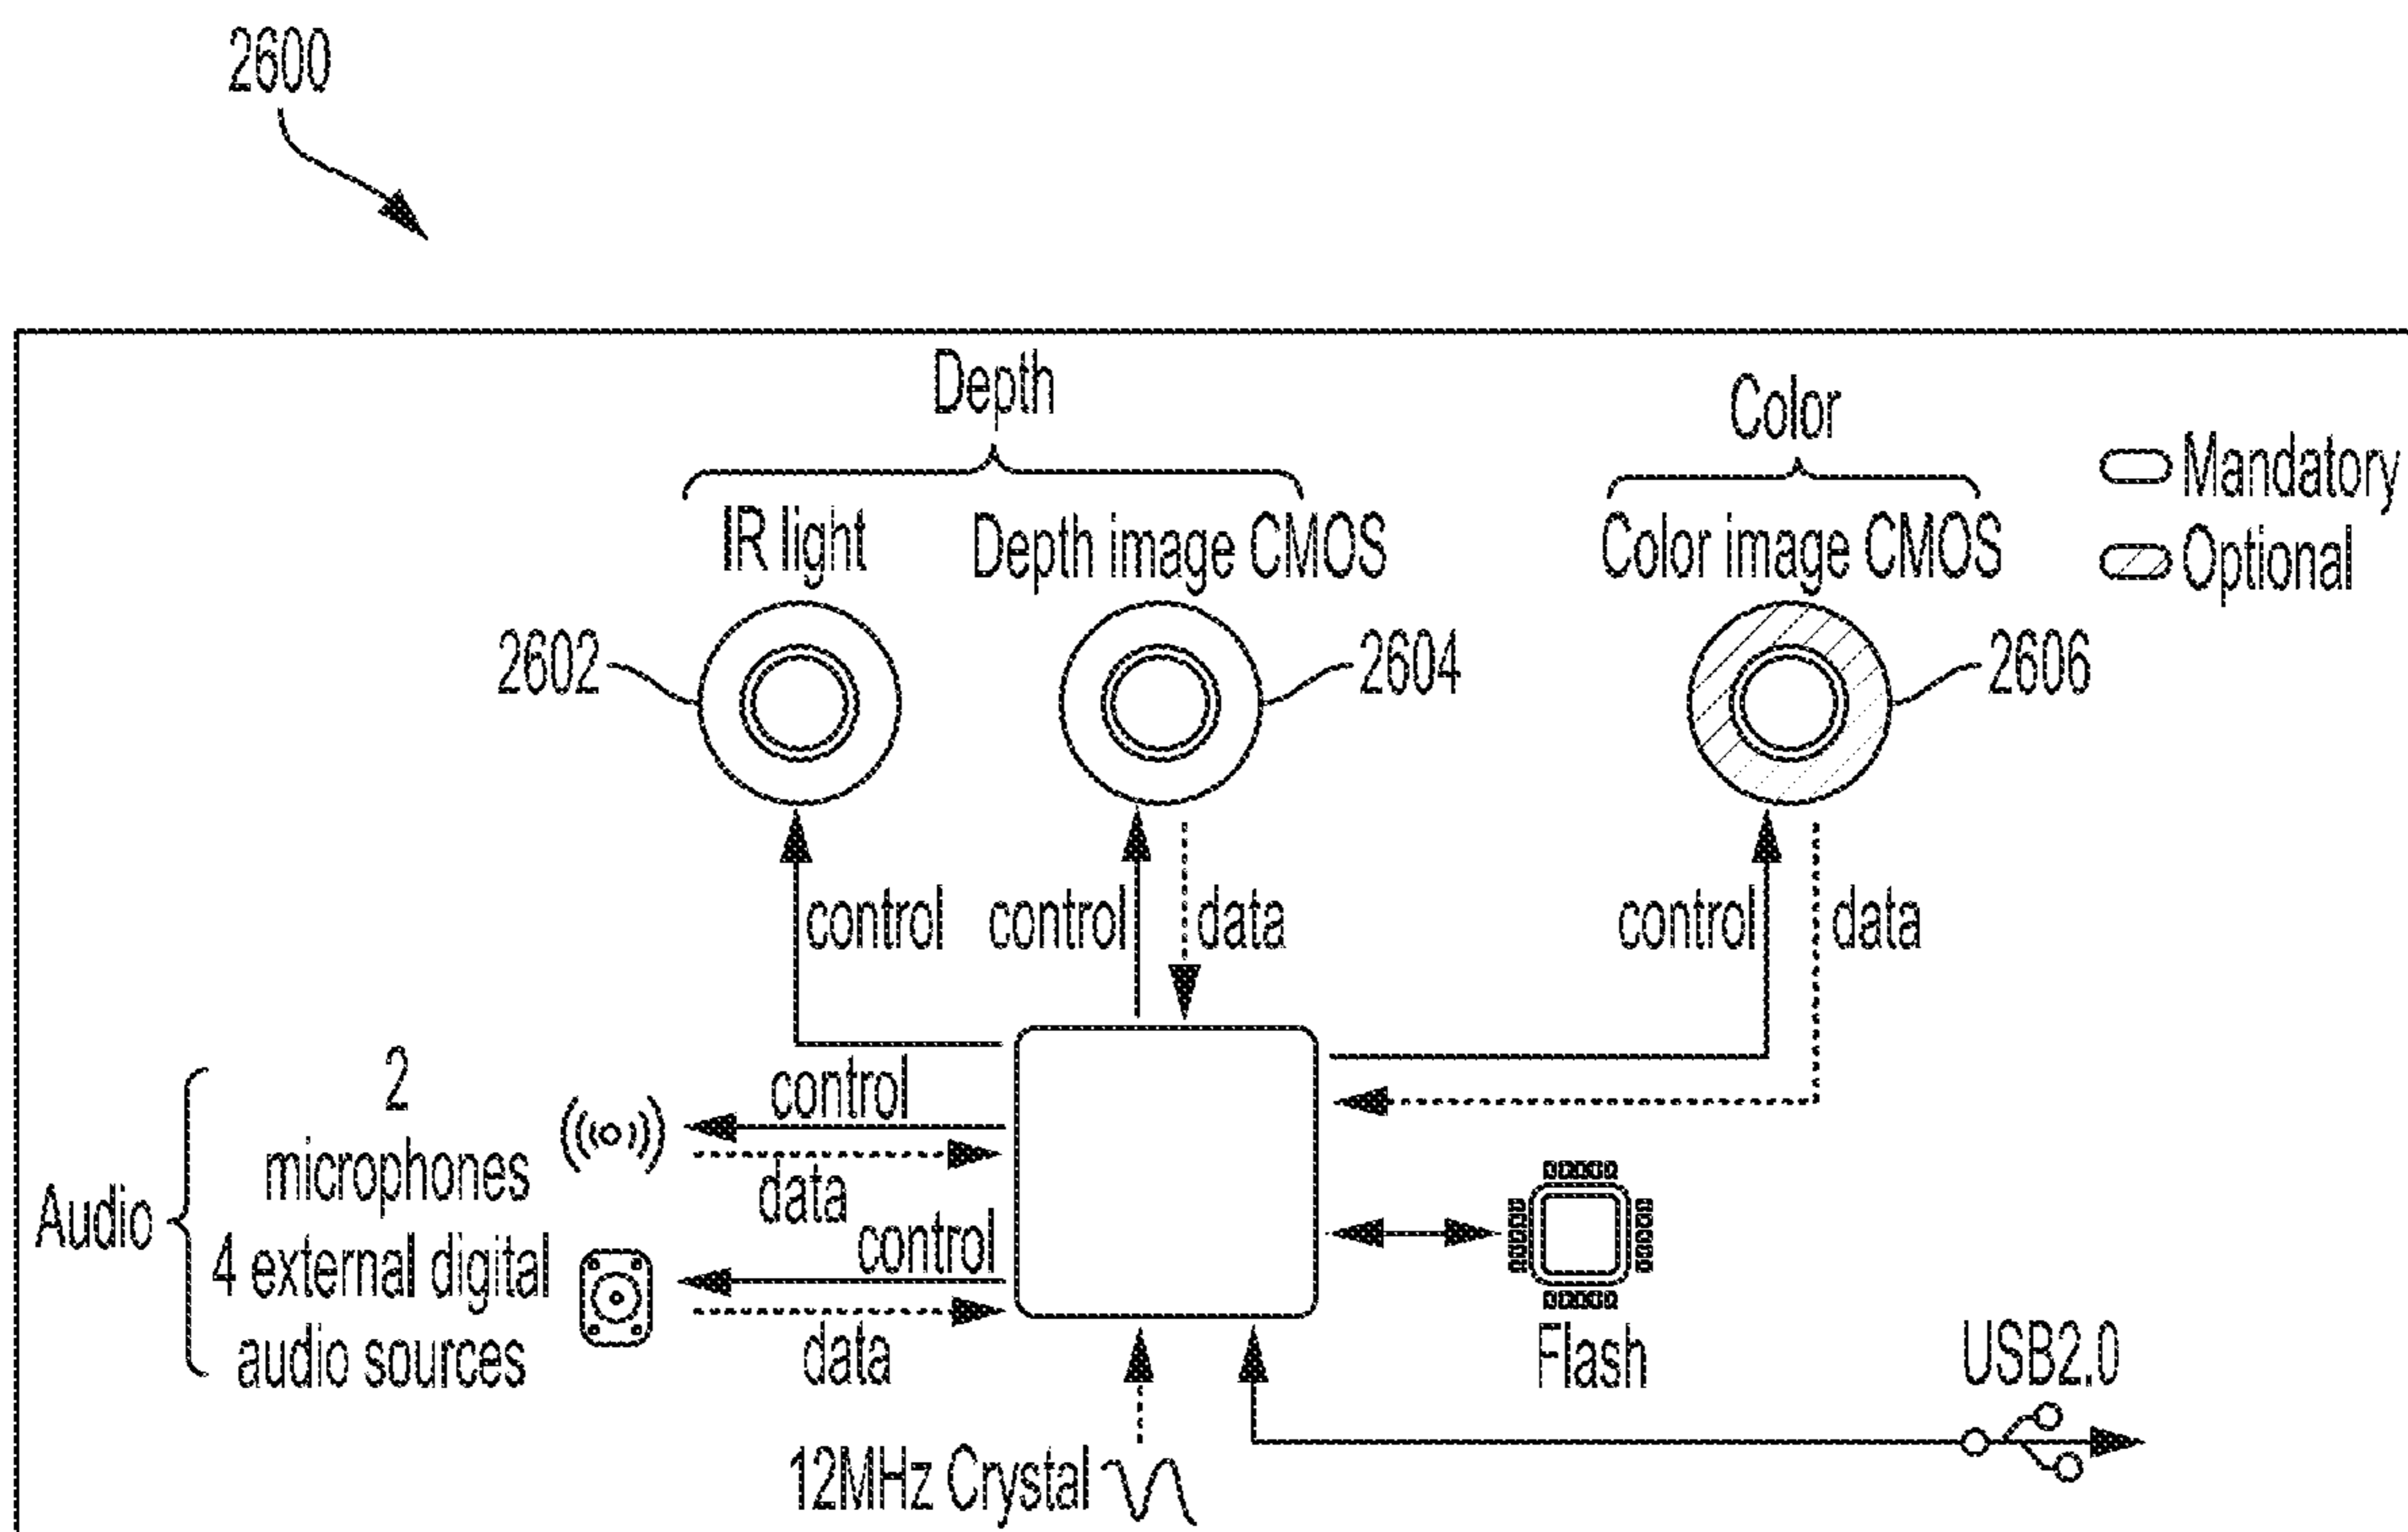 2600
Depth
Color
Mandatory
Optional
IR light
Depth image CMOS
Color image CMOS
2602
2604
2606
control
control
data
control
data
Audio
2
microphones
4 external digital
audio sources
control
data
control
data
Flash
USB2.0
12MHz Crystal